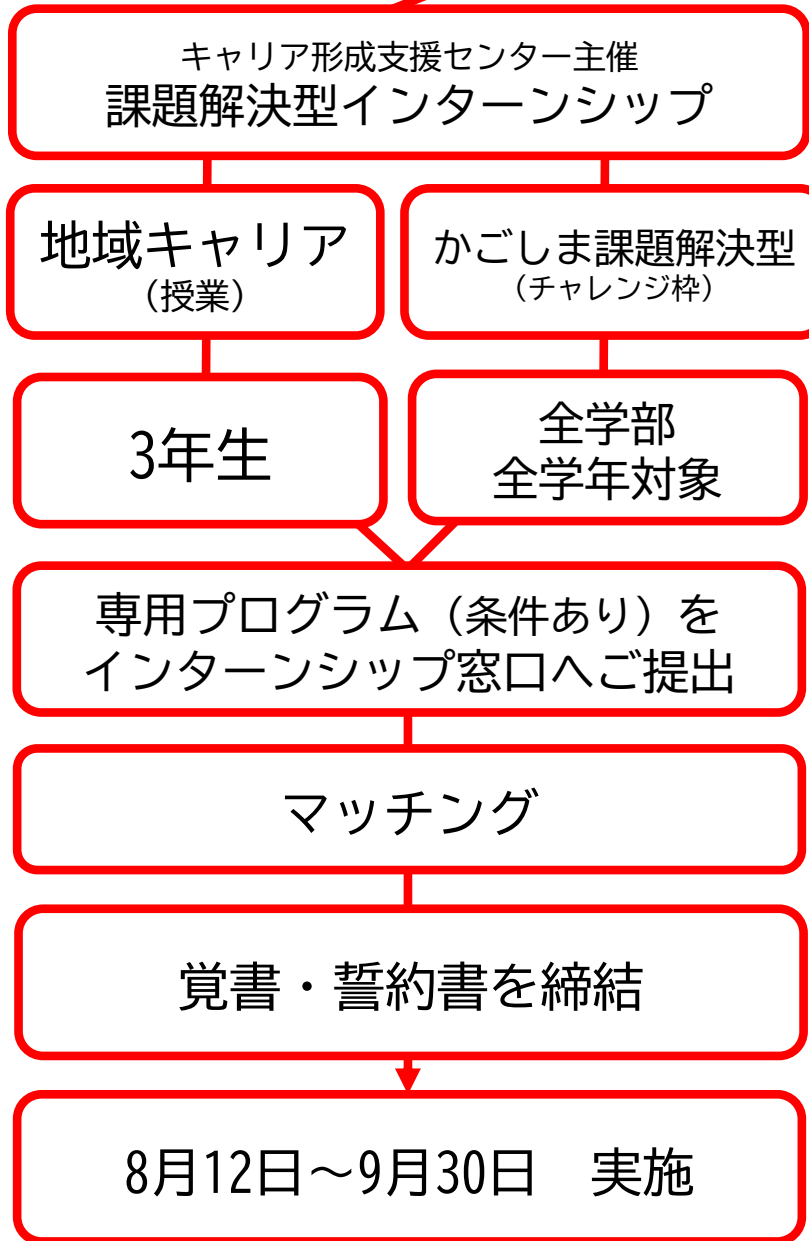 キャリア形成支援センター主催
課題解決型インターンシップ
地域キャリア
（授業）
かごしま課題解決型
（チャレンジ枠）
3年生
全学部
全学年対象
専用プログラム（条件あり）を
インターンシップ窓口へご提出
マッチング
覚書・誓約書を締結
8月12日～9月30日　実施